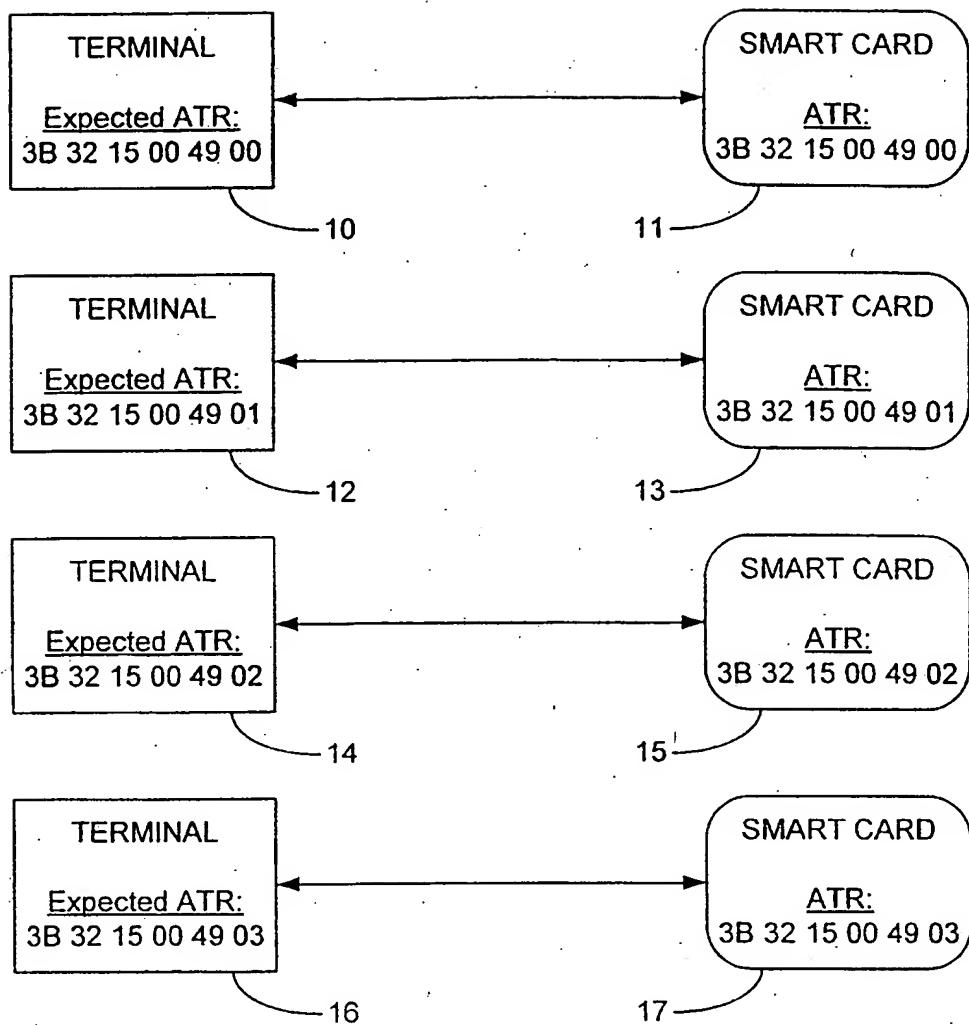 TERMINAL
Expected ATR:
3B 32 15 00 49 00
10
SMART CARD
ATR:
3B 32 15 00 49 00
11
TERMINAL
Expected ATR:
3B 32 15 00 49 01
12
SMART CARD
ATR:
3B 32 15 00 49 01
13
TERMINAL
Expected ATR:
3B 32 15 00 49 02
14
SMART CARD
ATR:
3B 32 15 00 49 02
15
TERMINAL
Expected ATR:
3B 32 15 00 49 03
16
SMART CARD
ATR:
3B 32 15 00 49 03
17